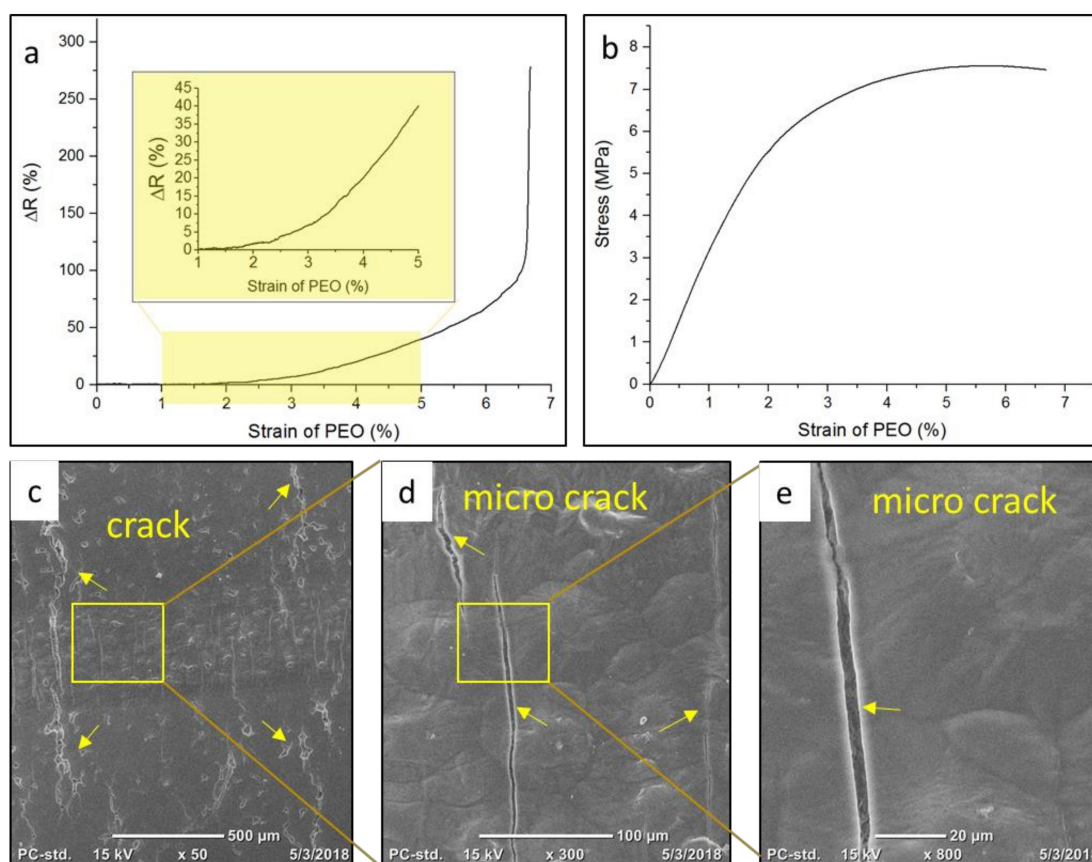 a
300
250
200
150
100
50
0
ΔR (%)
0 1 2 3 4 5 6 7
Strain of PEO (%)
45
40
35
30
25
20
15
10
5
0
ΔR (%)
1 2 3 4 5
Strain of PEO (%)
b
8
7
6
5
4
3
2
1
0
Stress (MPa)
0 1 2 3 4 5 6 7
Strain of PEO (%)
c
crack
500 µm
PC-std. 15 kV x 50 5/3/2018
d
micro crack
100 µm
PC-std. 15 kV x 300 5/3/2018
e
micro crack
20 µm
PC-std. 15 kV x 800 5/3/20